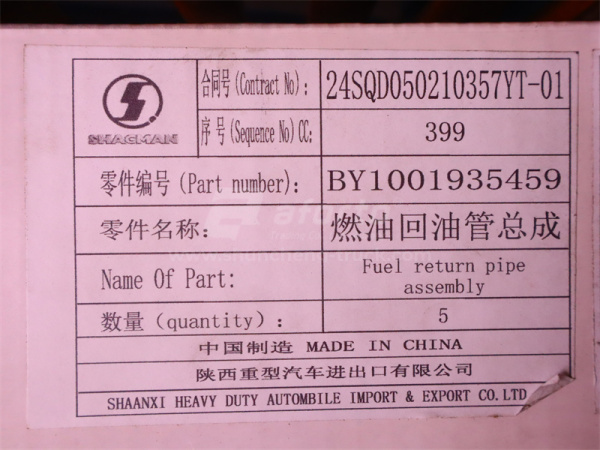 SHACMAN
合同号(Contract No): 24SQD050210357YT-01
序号(Sequence No)CC: 399
零件编号(Part number): BY1001935459
零件名称: 燃油回油管总成
Name Of Part: Fuel return pipe
assembly
数量(quantity): 5
中国制造 MADE IN CHINA
陕西重型汽车进出口有限公司
SHAANXI HEAVY DUTY AUTOMBILE IMPORT & EXPORT CO.LTD